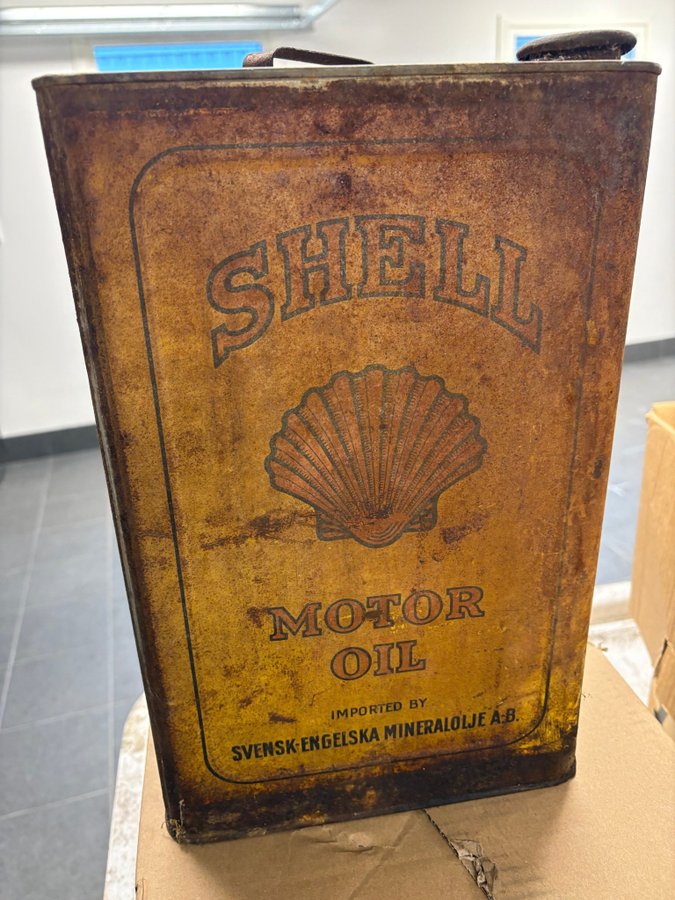 SHELL
MOTOR
OIL
IMPORTED BY
SVENSK-ENGELSKA MINERALOLJE A-B.